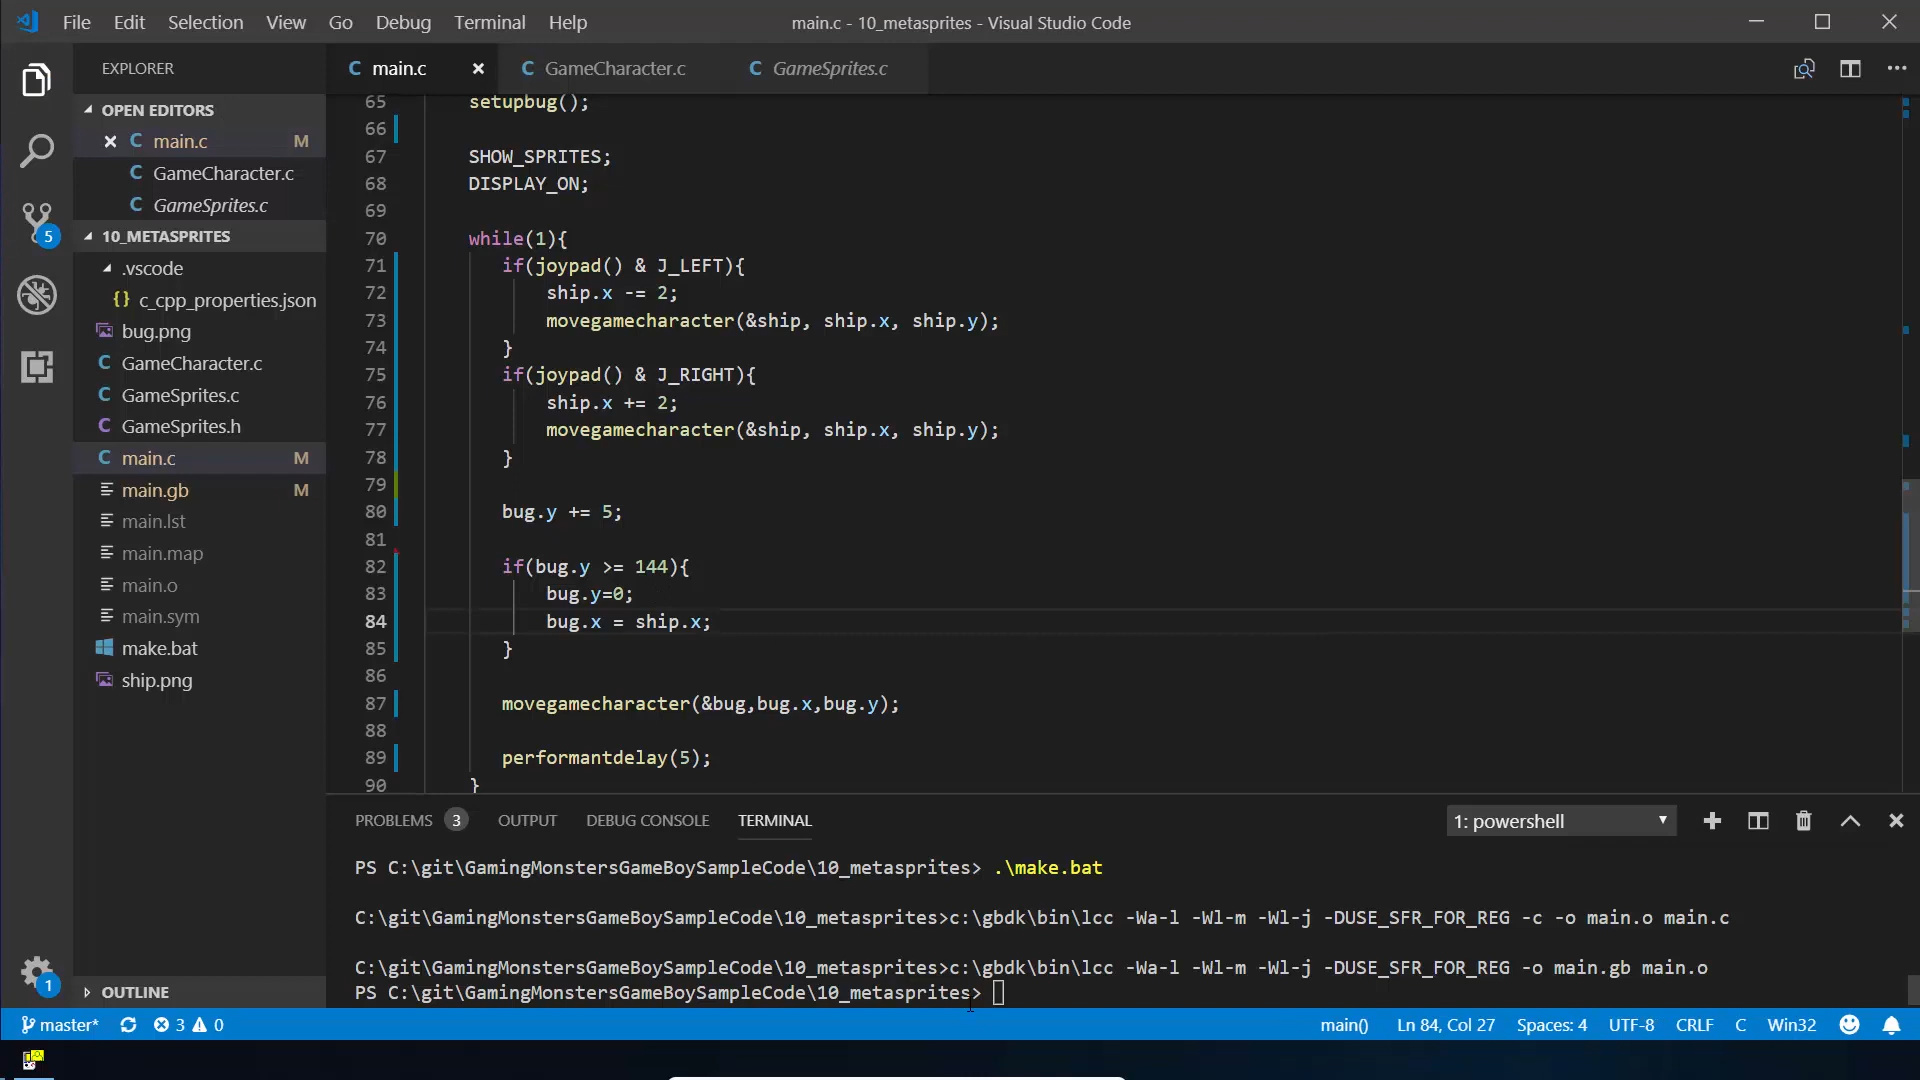 File Edit Selection View Go Debug Terminal Help
main.c - 10_metasprites - Visual Studio Code
EXPLORER
OPEN EDITORS
main.c M
GameCharacter.c
GameSprites.c
5
10_METASPRITES
.vscode
{} c_cpp_properties.json
bug.png
C GameCharacter.c
C GameSprites.c
C GameSprites.h
C main.c M
main.gb M
main.lst
main.map
main.o
main.sym
make.bat
ship.png
1
OUTLINE
C main.c
C GameCharacter.c
C GameSprites.c
65 setupbug();
66
67 SHOW_SPRITES;
68 DISPLAY_ON;
69
70 while(1){
71 if(joypad() & J_LEFT){
72 ship.x -= 2;
73 movegamecharacter(&ship, ship.x, ship.y);
74 }
75 if(joypad() & J_RIGHT){
76 ship.x += 2;
77 movegamecharacter(&ship, ship.x, ship.y);
78 }
79
80 bug.y += 5;
81
82 if(bug.y >= 144){
83 bug.y=0;
84 bug.x = ship.x;
85 }
86
87 movegamecharacter(&bug,bug.x,bug.y);
88
89 performantdelay(5);
90 }
PROBLEMS 3 OUTPUT DEBUG CONSOLE TERMINAL
1: powershell
PS C:\git\GamingMonstersGameBoySampleCode\10_metasprites> .\make.bat
C:\git\GamingMonstersGameBoySampleCode\10_metasprites>c:\gbdk\bin\lcc -Wa-l -Wl-m -Wl-j -DUSE_SFR_FOR_REG -c -o main.o main.c
C:\git\GamingMonstersGameBoySampleCode\10_metasprites>c:\gbdk\bin\lcc -Wa-l -Wl-m -Wl-j -DUSE_SFR_FOR_REG -o main.gb main.o
PS C:\git\GamingMonstersGameBoySampleCode\10_metasprites>
master* 3 0 main() Ln 84, Col 27 Spaces: 4 UTF-8 CRLF C Win32